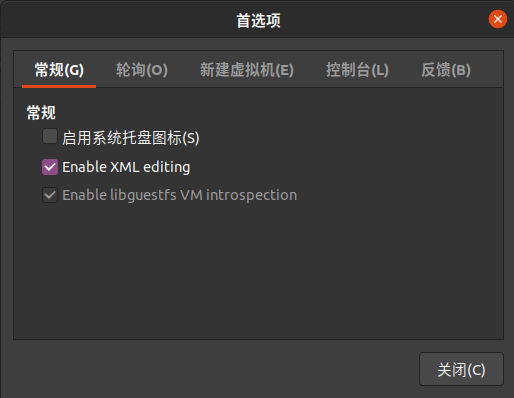 首选项
常规(G) 轮询(O) 新建虚拟机(E) 控制台(L) 反馈(B)
常规
启用系统托盘图标(S)
Enable XML editing
Enable libguestfs VM introspection
关闭(C)